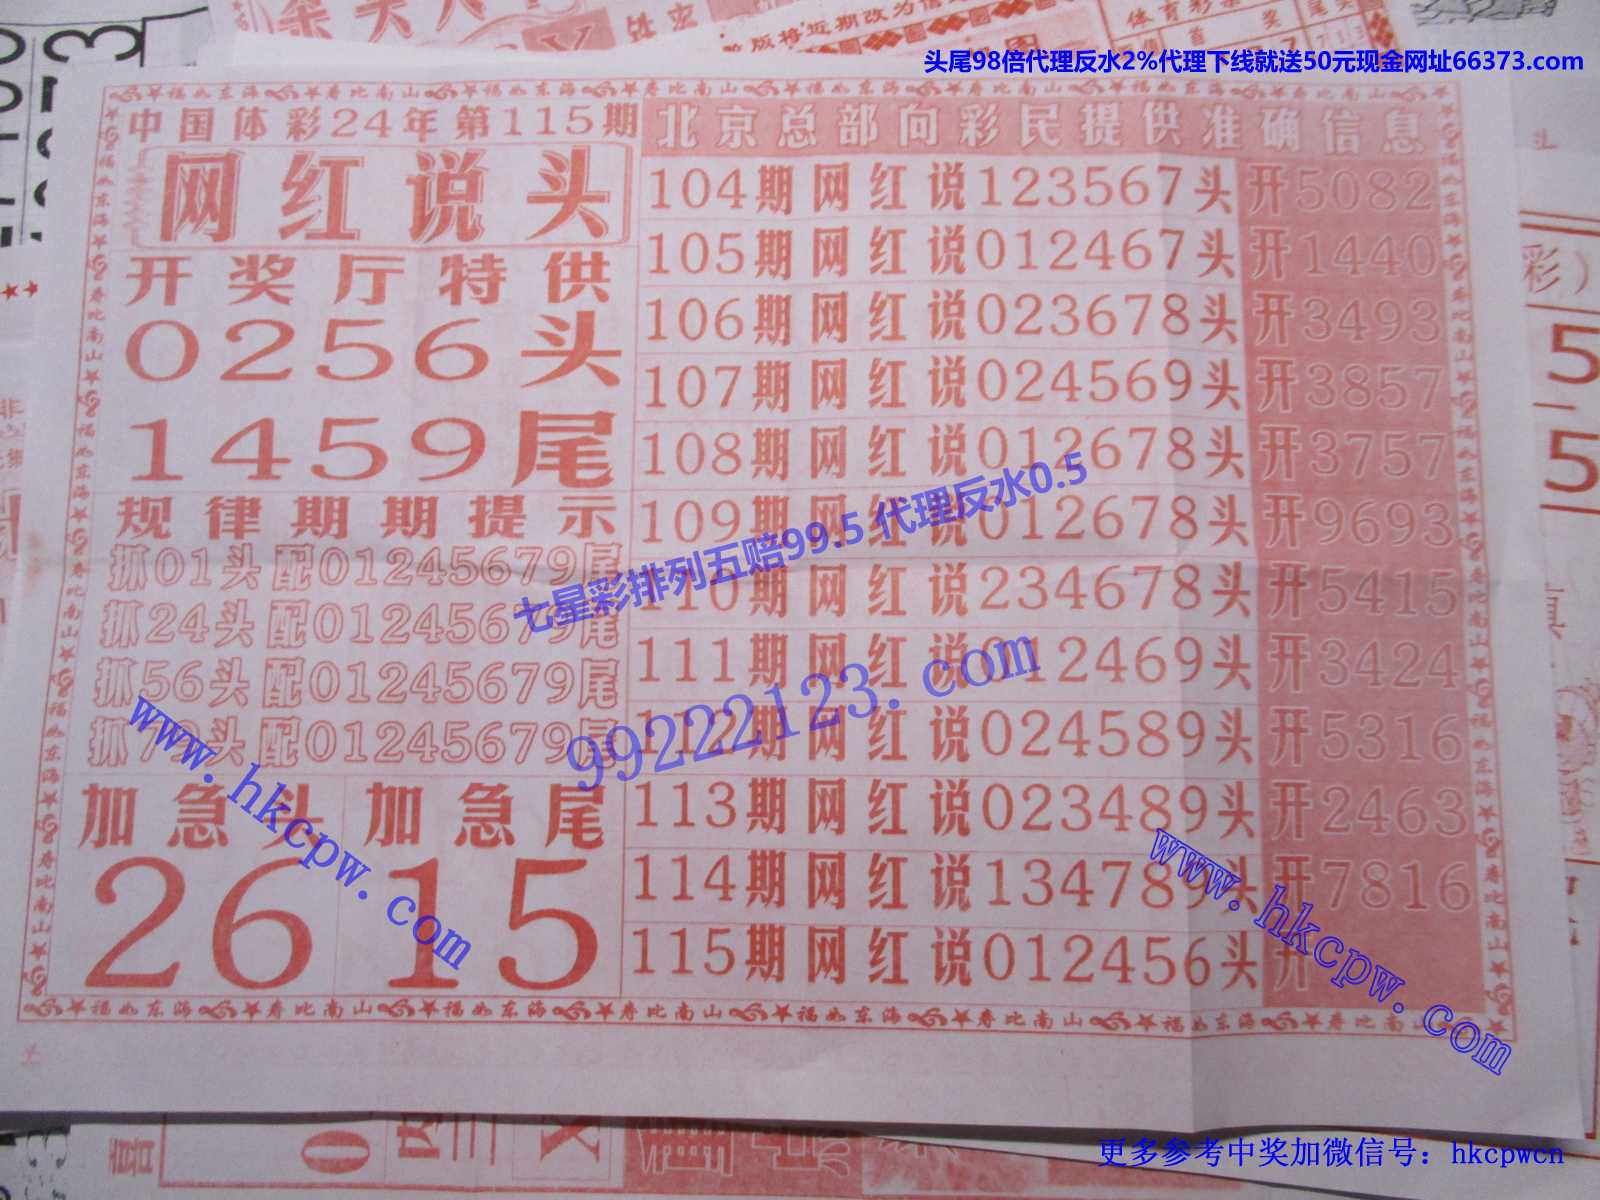 头尾98倍代理反水2%代理下线就送50元现金网址66373.com
中国体彩24年第115期
网红说头
开奖厅特供
0256头
1459尾
规律期期提示
抓01头配01245679尾
抓24头配01245679尾
抓56头配01245679尾
抓79头配01245679尾
加急头 加急尾
26 15
北京总部向彩民提供准确信息
104期网红说123567头 开5082
105期网红说012467头 开1440
106期网红说023678头 开3493
107期网红说024569头 开3857
108期网红说012678头 开3757
109期网红说012678头 开9693
110期网红说234678头 开5415
111期网红说012469头 开3424
112期网红说024589头 开5316
113期网红说023489头 开2463
114期网红说134789头 开7816
115期网红说012456头 开
七星彩排列五赔99.5 代理反水0.5
99222123.com
www.hkcpw.com
www.hkcpw.com
福如东海 寿比南山
更多参考中奖加微信号：hkcpwcn